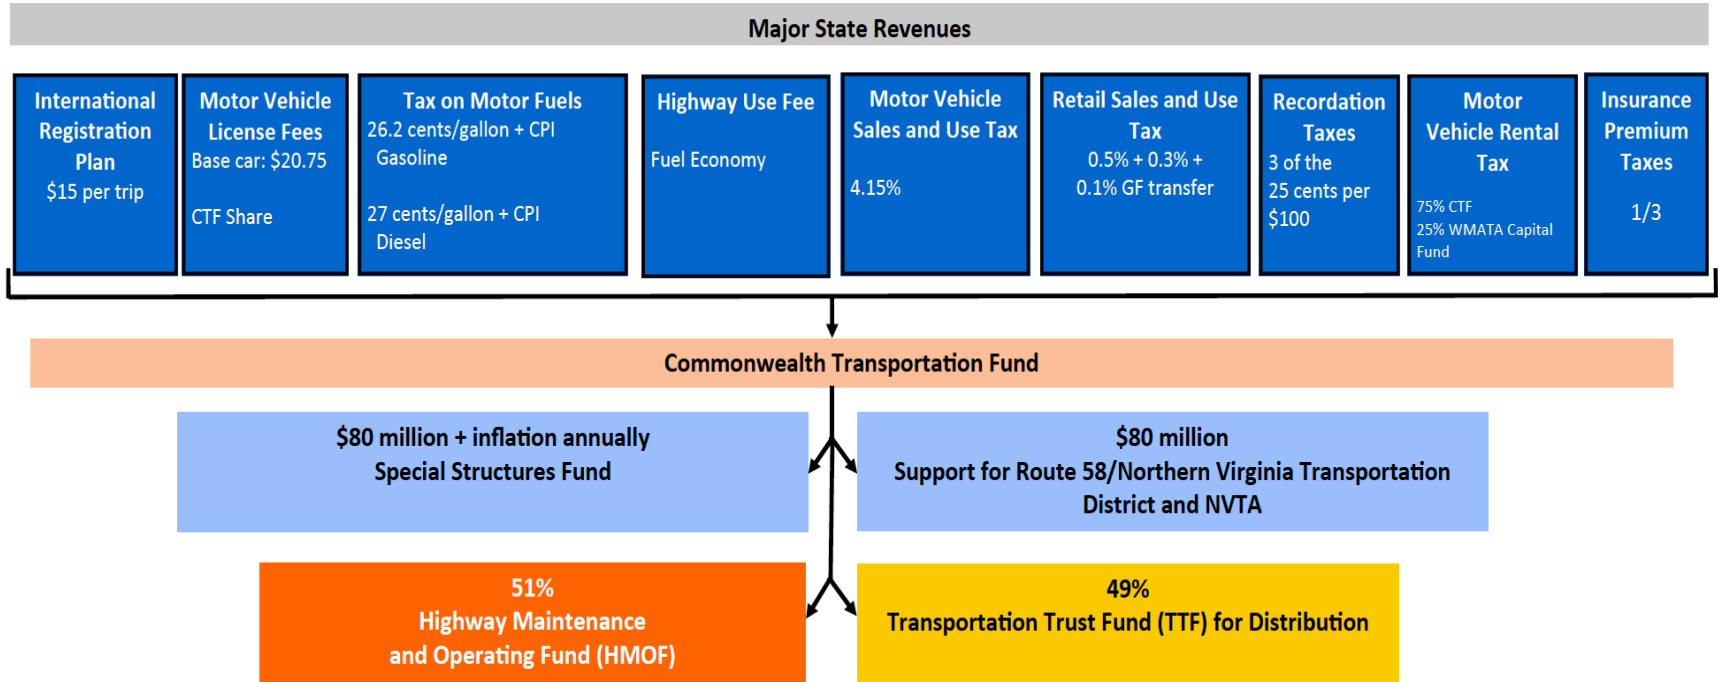 Major State Revenues
International
Registration
Plan
$15 per trip
Motor Vehicle
License Fees
Base car: $20.75
CTF Share
Tax on Motor Fuels
26.2 cents/gallon + CPI
Gasoline
27 cents/gallon + CPI
Diesel
Highway Use Fee
Fuel Economy
Motor Vehicle
Sales and Use Tax
4.15%
Retail Sales and Use
Tax
0.5% + 0.3% +
0.1% GF transfer
Recordation
Taxes
3 of the
25 cents per
$100
Motor
Vehicle Rental
Tax
75% CTF
25% WMATA Capital
Fund
Insurance
Premium
Taxes
1/3
Commonwealth Transportation Fund
$80 million + inflation annually
Special Structures Fund
$80 million
Support for Route 58/Northern Virginia Transportation
District and NVTA
51%
Highway Maintenance
and Operating Fund (HMOF)
49%
Transportation Trust Fund (TTF) for Distribution